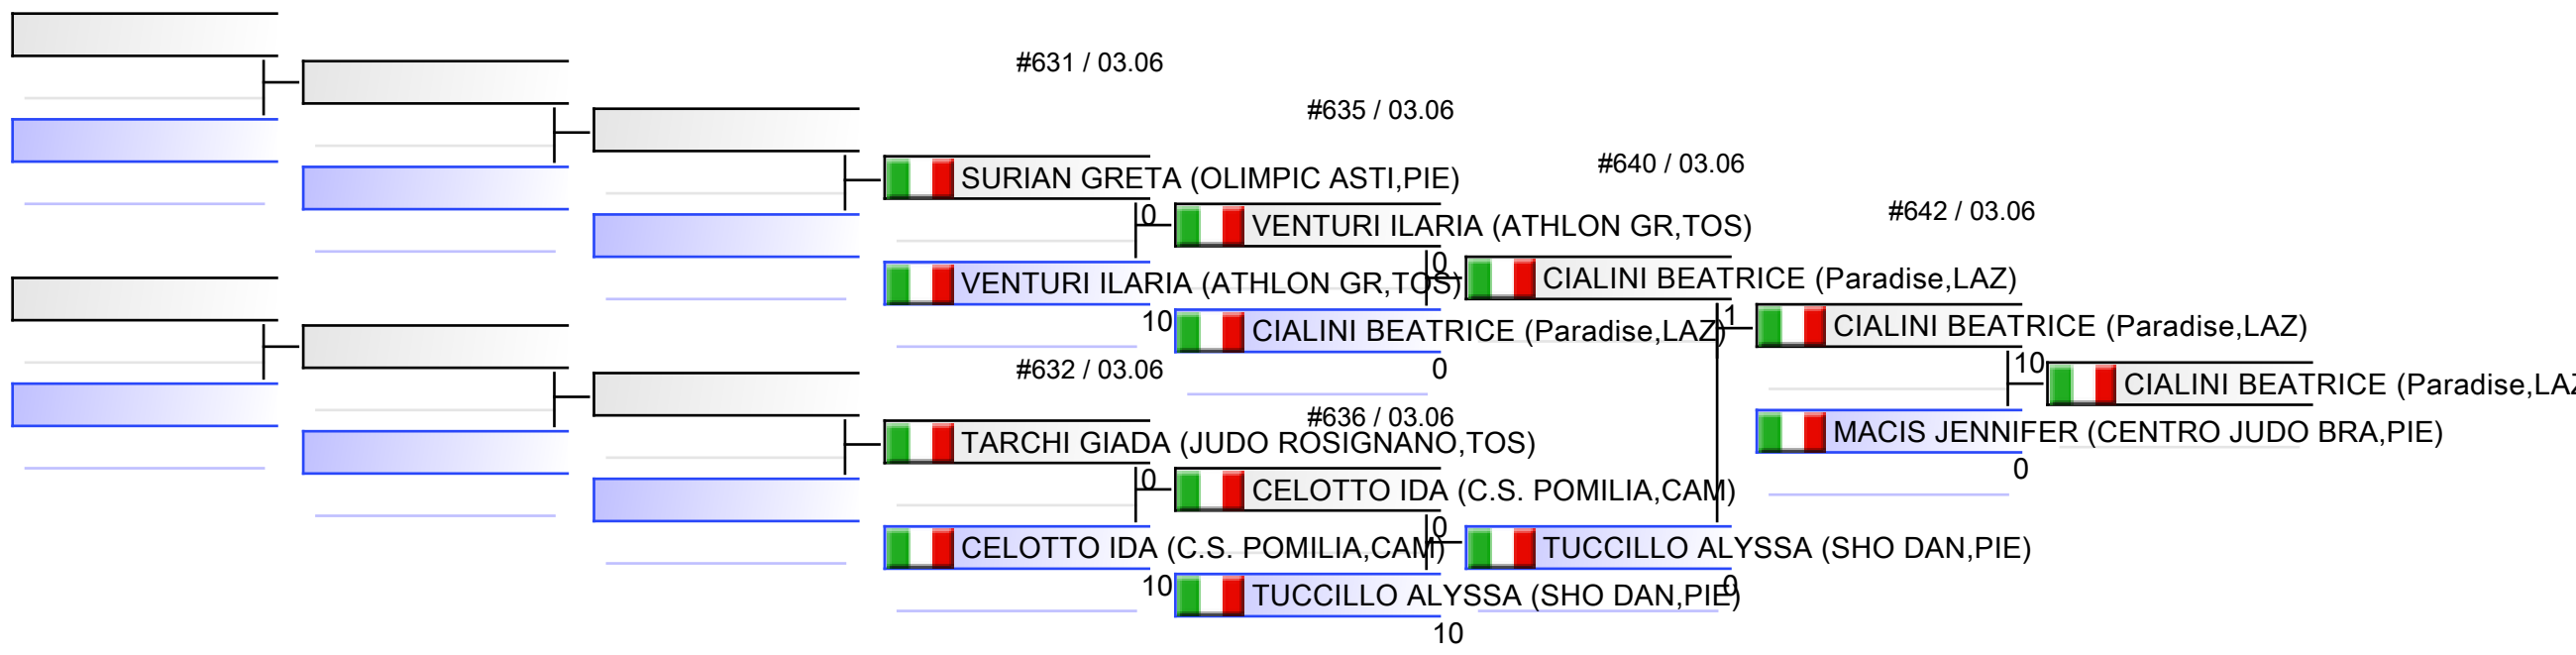 #631 / 03.06
#635 / 03.06
#640 / 03.06
SURIAN GRETA (OLIMPIC ASTI,PIE)
#642 / 03.06
0
VENTURI ILARIA (ATHLON GR,TOS)
0
VENTURI ILARIA (ATHLON GR,TOS)
CIALINI BEATRICE (Paradise,LAZ)
10
CIALINI BEATRICE (Paradise,LAZ)
1
CIALINI BEATRICE (Paradise,LAZ)
#632 / 03.06
0
10
CIALINI BEATRICE (Paradise,LAZ
#636 / 03.06
TARCHI GIADA (JUDO ROSIGNANO,TOS)
MACIS JENNIFER (CENTRO JUDO BRA,PIE)
0
0
CELOTTO IDA (C.S. POMILIA,CAM)
0
CELOTTO IDA (C.S. POMILIA,CAM)
TUCCILLO ALYSSA (SHO DAN,PIE)
10
TUCCILLO ALYSSA (SHO DAN,PIE)
0
10